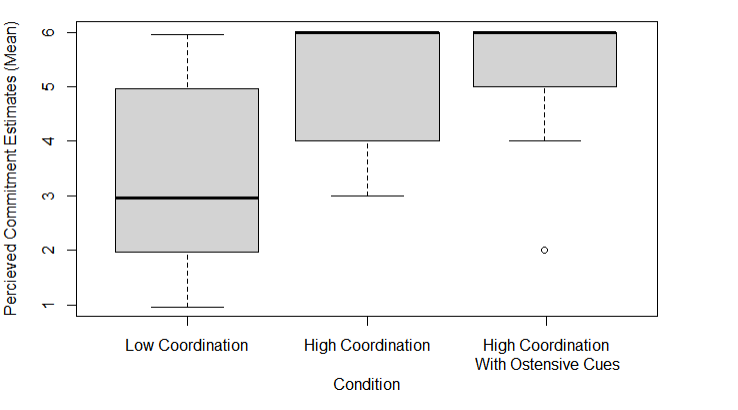 Percieved Commitment Estimates (Mean)
6
5
4
3
2
1
Low Coordination
High Coordination
High Coordination
With Ostensive Cues
Condition